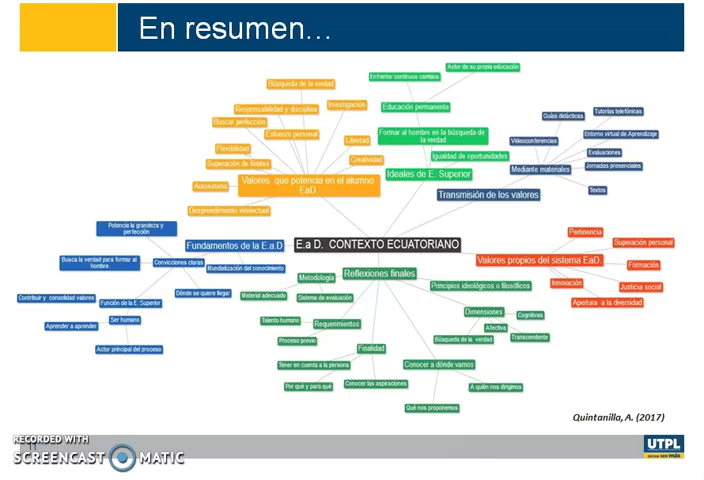 En resumen...
Actor de su propia educación
Enfrentar continuos cambios
Búsqueda de la verdad
Investigación
Educación permanente
Responsabilidad y disciplina
Buscar perfección
Esfuerzo personal
Libertad
Flexibilidad
Creatividad
Superación de límites
Autoestima
Valores que potencia en el alumno
EaD
Desprendimiento intelectual
Formar al hombre en la búsqueda de
la verdad
Igualdad de oportunidades
Ideales de E. Superior
Guías didácticas
Tutorías telefónicas
Videoconferencias
Entorno virtual de Aprendizaje
Evaluaciones
Mediante materiales
Jornadas presenciales
Textos
Transmisión de los valores
Potencia la grandeza y
perfección
Fundamentos de la E.a.D
E.a D. CONTEXTO ECUATORIANO
Busca la verdad para formar al
hombre
Convicciones claras
Mundialización del conocimiento
Contribuir y consolidad valores
Función de la E. Superior
Dónde se quiere llegar
Ser humano
Aprender a aprender
Actor principal del proceso
Pertinencia
Superación personal
Valores propios del sistema EaD
Formación
Innovación
Justicia social
Apertura a la diversidad
Reflexiones finales
Metodología
Material adecuado
Sistema de evaluación
Principios ideológicos o filosóficos
Talento humano
Requerimientos
Proceso previo
Dimensiones
Cognitivas
Afectiva
Búsqueda de la verdad
Transcendente
Finalidad
Tener en cuenta a la persona
Por qué y para qué
Conocer las aspiraciones
Conocer a dónde vamos
A quién nos dirigimos
Qué nos proponemos
Quintanilla, A. (2017)
RECORDED WITH
SCREENCAST MATIC
UTPL